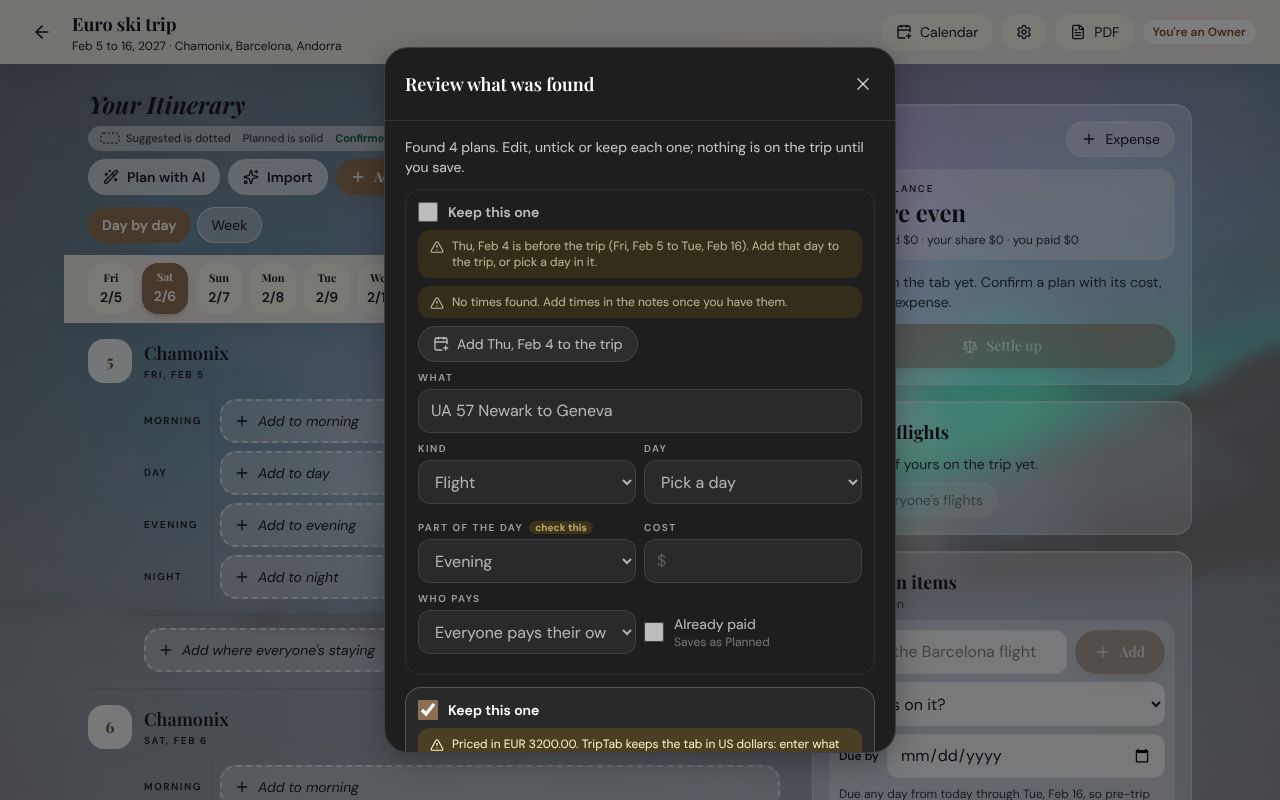 Euro ski trip
Feb 5 to 16, 2027 · Chamonix, Barcelona, Andorra
Calendar
PDF
You're an Owner
Your Itinerary
Suggested is dotted Planned is solid Confirme
Plan with AI
Import
+ A
Day by day
Week
Fri 2/5
Sat 2/6
Sun 2/7
Mon 2/8
Tue 2/9
We 2/1
5
Chamonix
FRI, FEB 5
MORNING
+ Add to morning
DAY
+ Add to day
EVENING
+ Add to evening
NIGHT
+ Add to night
+ Add where everyone's staying
6
Chamonix
SAT, FEB 6
MORNING
+ Add to morning
Review what was found
Found 4 plans. Edit, untick or keep each one; nothing is on the trip until
you save.
Keep this one
Thu, Feb 4 is before the trip (Fri, Feb 5 to Tue, Feb 16). Add that day to
the trip, or pick a day in it.
No times found. Add times in the notes once you have them.
Add Thu, Feb 4 to the trip
WHAT
UA 57 Newark to Geneva
KIND
DAY
Flight
Pick a day
PART OF THE DAY check this
COST
Evening
$
WHO PAYS
Everyone pays their ow
Already paid
Saves as Planned
Keep this one
Priced in EUR 3200.00. TripTab keeps the tab in US dollars: enter what
+ Expense
LANCE
re even
d $0 · your share $0 · you paid $0
n the tab yet. Confirm a plan with its cost,
expense.
Settle up
flights
f yours on the trip yet.
ryone's flights
n items
en
the Barcelona flight
+ Add
s on it?
Due by
mm/dd/yyyy
Due any day from today through Tue, Feb 16, so pre-trip